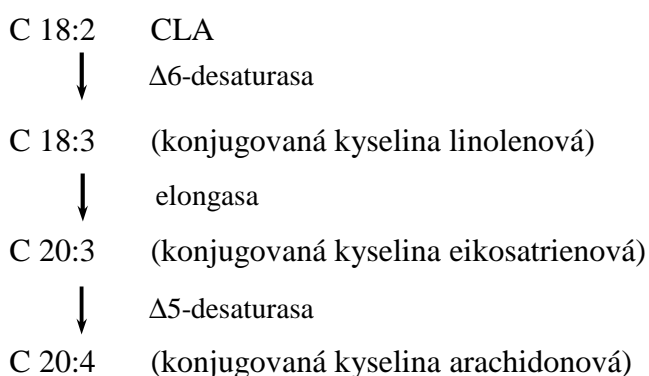 C 18:2 CLA
Δ6-desaturasa
C 18:3 (konjugovaná kyselina linolenová)
elongasa
C 20:3 (konjugovaná kyselina eikosatrienová)
Δ5-desaturasa
C 20:4 (konjugovaná kyselina arachidonová)